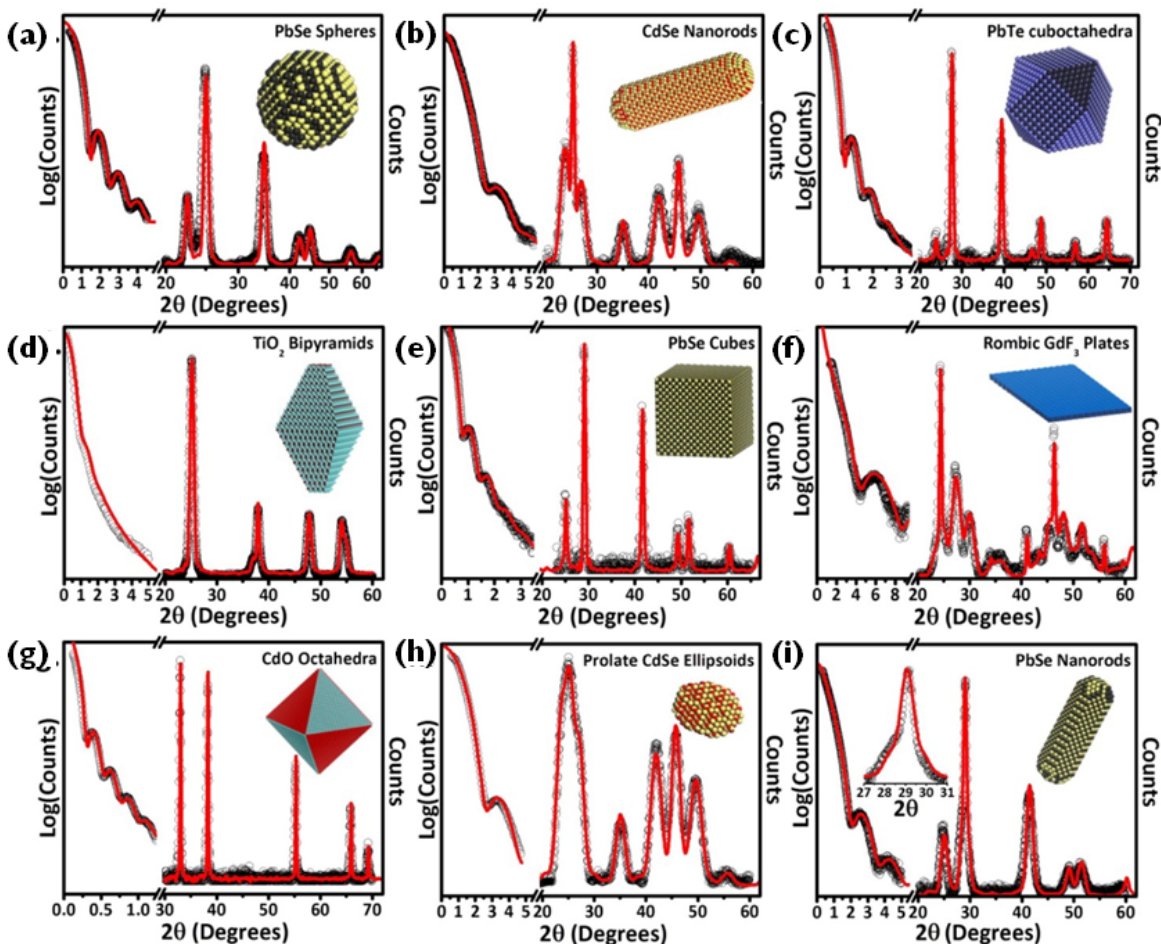 (a)
PbSe Spheres
Log(Counts)
Counts
0 1 2 3 4
30 40 50 60
2θ (Degrees)
(b)
CdSe Nanorods
Log(Counts)
Counts
0 1 2 3 4 5
20 30 40 50 60
2θ (Degrees)
(c)
PbTe cuboctahedra
Log(Counts)
Counts
0 1 2 3
20 30 40 50 60 70
2θ (Degrees)
(d)
TiO2 Bipyramids
Log(Counts)
Counts
0 1 2 3 4 5
20 30 40 50 60
2θ (Degrees)
(e)
PbSe Cubes
Log(Counts)
Counts
0 1 2 3
20 30 40 50 60
2θ (Degrees)
(f)
Rombic GdF3 Plates
Log(Counts)
Counts
0 2 4 6 8
20 30 40 50 60
2θ (Degrees)
(g)
CdO Octahedra
Log(Counts)
Counts
0.0 0.5 1.0
30 40 50 60 70
2θ (Degrees)
(h)
Prolate CdSe Ellipsoids
Log(Counts)
Counts
0 1 2 3 4 5
20 30 40 50 60
2θ (Degrees)
(i)
PbSe Nanorods
27 28 29 30 31
2θ
Log(Counts)
Counts
0 1 2 3 4 5
20 30 40 50 60
2θ (Degrees)